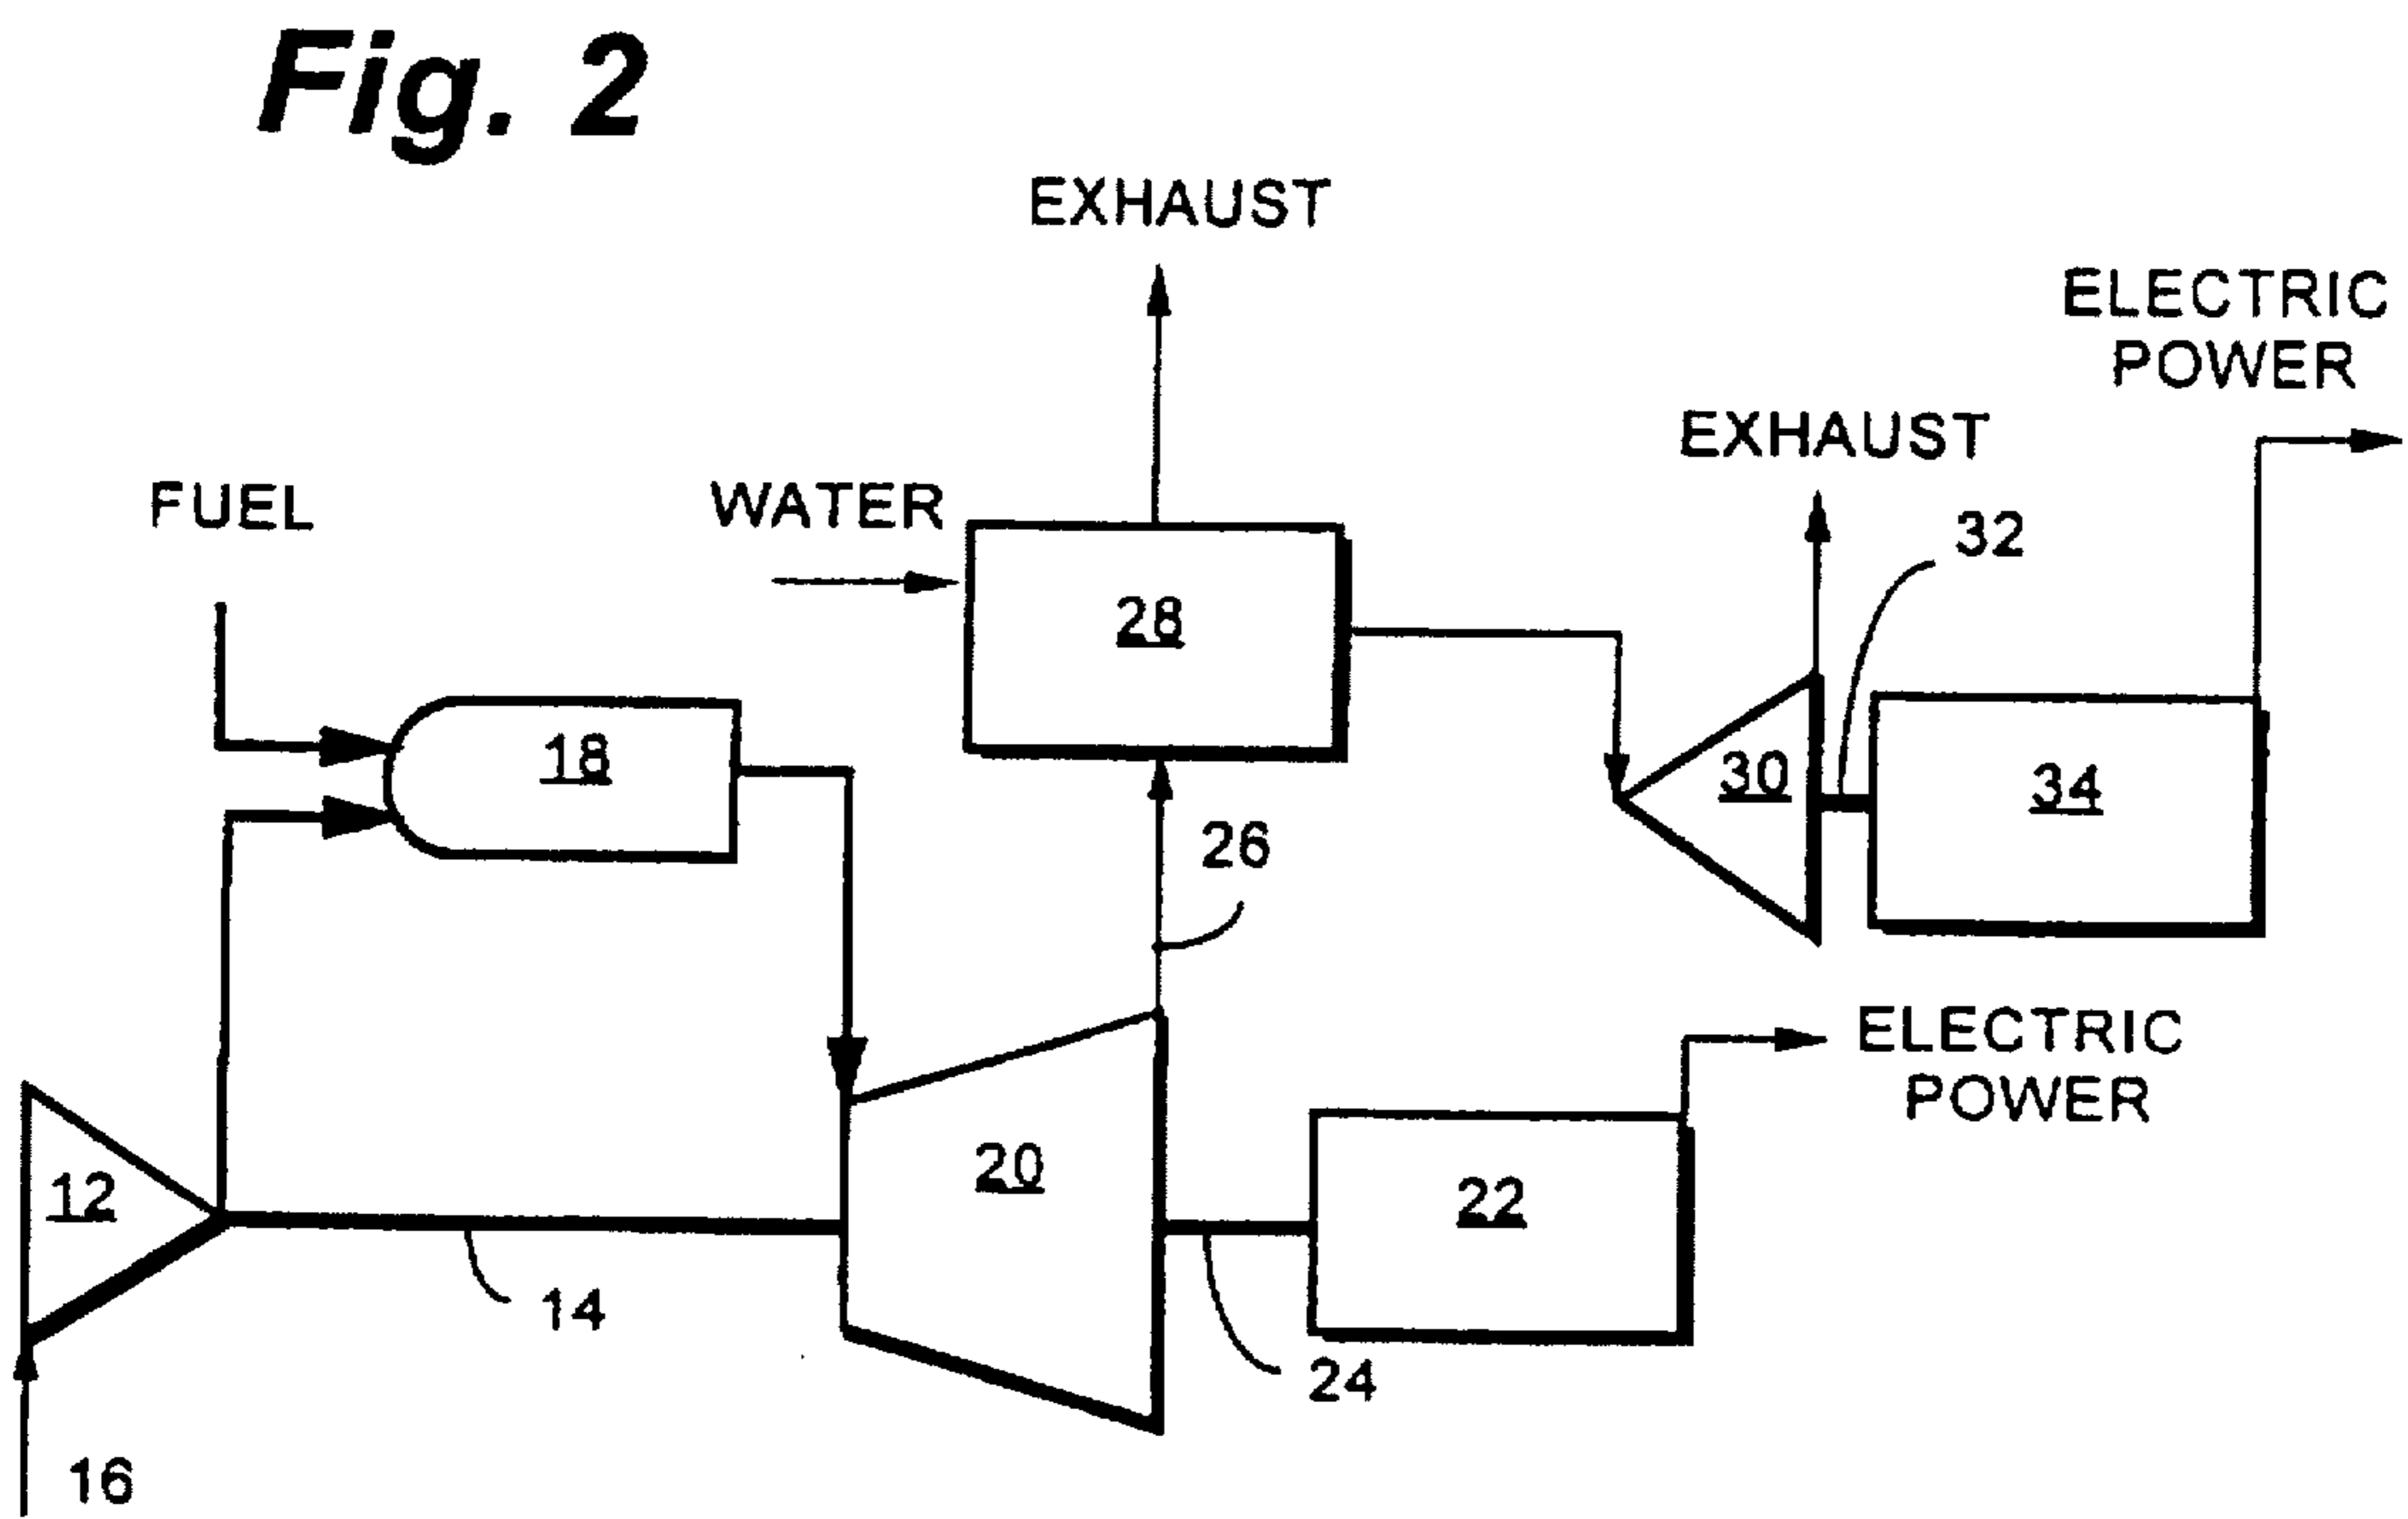 Fig. 2
EXHAUST
ELECTRIC
POWER
EXHAUST
FUEL
WATER
32
28
18
30
34
26
ELECTRIC
POWER
12
20
22
14
24
16